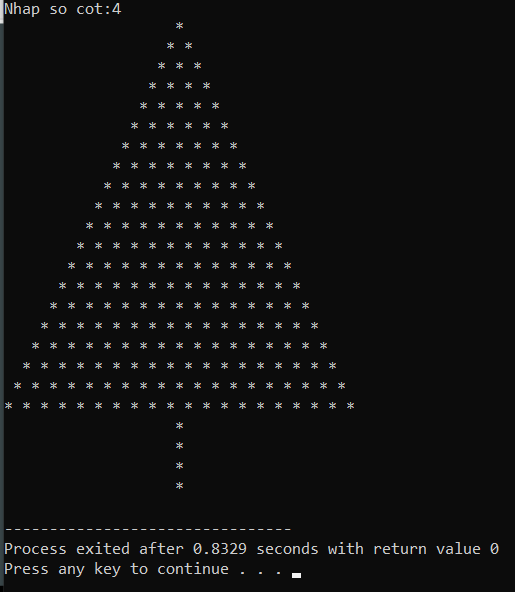 Nhap so cot:4
*
* *
* * *
* * * *
* * * * *
* * * * * *
* * * * * * *
* * * * * * * *
* * * * * * * * *
* * * * * * * * * *
* * * * * * * * * * *
* * * * * * * * * * * *
* * * * * * * * * * * * *
* * * * * * * * * * * * * *
* * * * * * * * * * * * * * *
* * * * * * * * * * * * * * * *
* * * * * * * * * * * * * * * * *
* * * * * * * * * * * * * * * * * *
* * * * * * * * * * * * * * * * * * *
* * * * * * * * * * * * * * * * * * * *
*
*
*
*
--------------------------------
Process exited after 0.8329 seconds with return value 0
Press any key to continue . . .